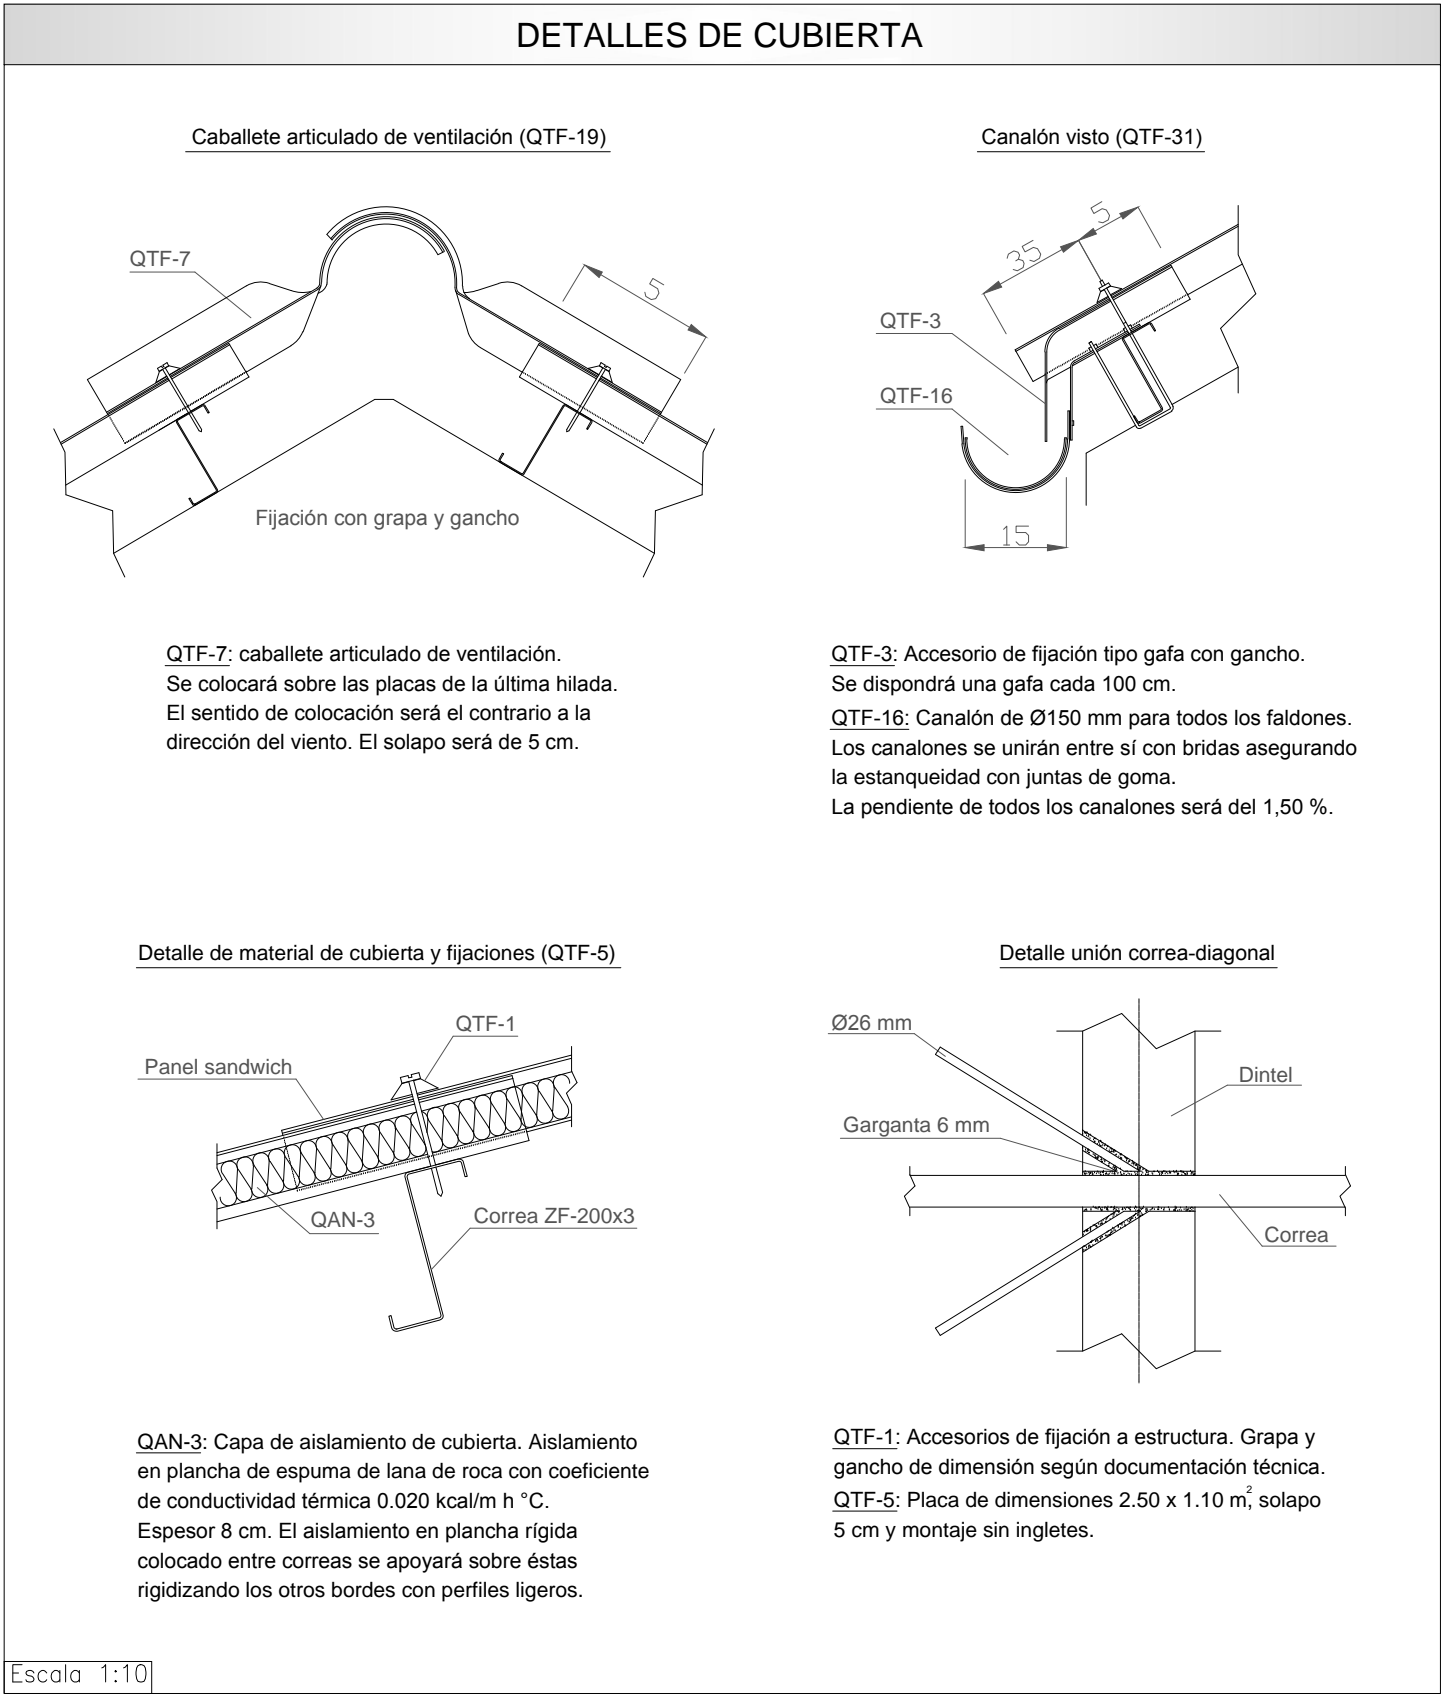 DETALLES DE CUBIERTA
Caballete articulado de ventilación (QTF-19)
QTF-7
5
Fijación con grapa y gancho
QTF-7: caballete articulado de ventilación.
Se colocará sobre las placas de la última hilada.
El sentido de colocación será el contrario a la
dirección del viento. El solapo será de 5 cm.
Canalón visto (QTF-31)
5
35
QTF-3
QTF-16
15
QTF-3: Accesorio de fijación tipo gafa con gancho.
Se dispondrá una gafa cada 100 cm.
QTF-16: Canalón de Ø150 mm para todos los faldones.
Los canalones se unirán entre sí con bridas asegurando
la estanqueidad con juntas de goma.
La pendiente de todos los canalones será del 1,50 %.
Detalle de material de cubierta y fijaciones (QTF-5)
QTF-1
Panel sandwich
QAN-3
Correa ZF-200x3
QAN-3: Capa de aislamiento de cubierta. Aislamiento
en plancha de espuma de lana de roca con coeficiente
de conductividad térmica 0.020 kcal/m h °C.
Espesor 8 cm. El aislamiento en plancha rígida
colocado entre correas se apoyará sobre éstas
rigidizando los otros bordes con perfiles ligeros.
Detalle unión correa-diagonal
Ø26 mm
Dintel
Garganta 6 mm
Correa
QTF-1: Accesorios de fijación a estructura. Grapa y
gancho de dimensión según documentación técnica.
QTF-5: Placa de dimensiones 2.50 x 1.10 m², solapo
5 cm y montaje sin ingletes.
Escala 1:10